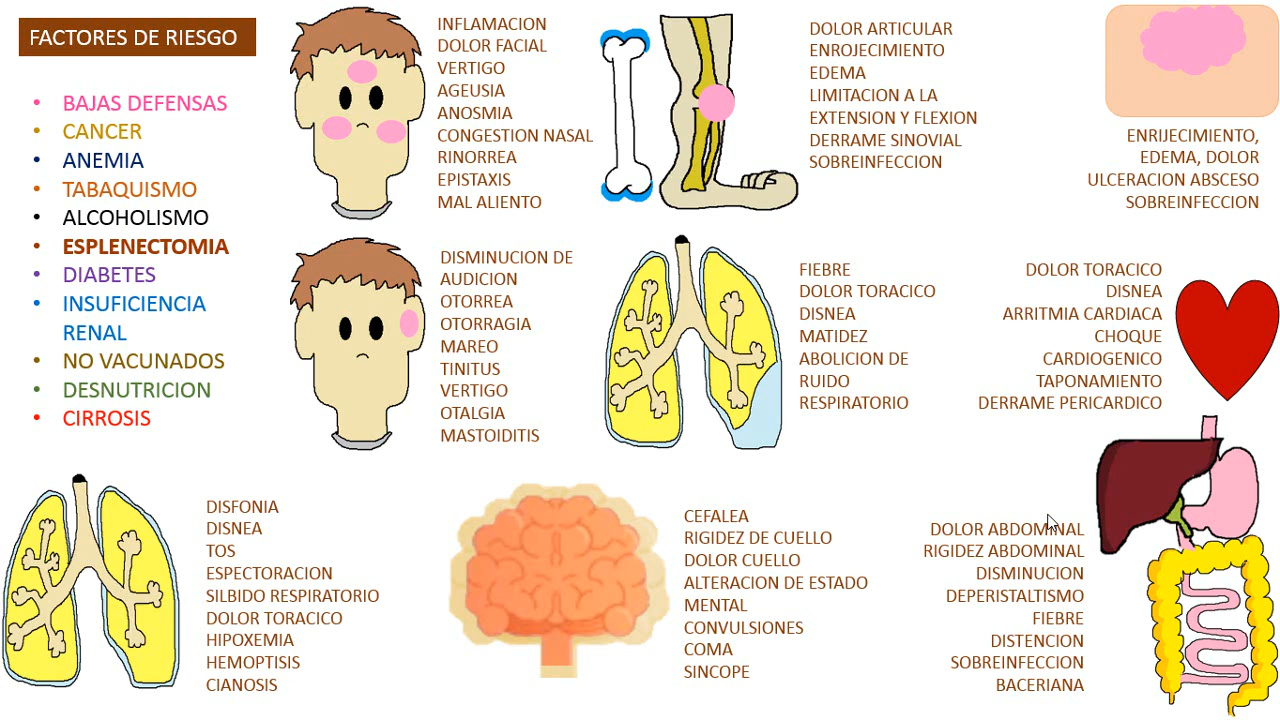 FACTORES DE RIESGO
• BAJAS DEFENSAS
• CANCER
• ANEMIA
• TABAQUISMO
• ALCOHOLISMO
• ESPLENECTOMIA
• DIABETES
• INSUFICIENCIA
RENAL
• NO VACUNADOS
• DESNUTRICION
• CIRROSIS
INFLAMACION
DOLOR FACIAL
VERTIGO
AGEUSIA
ANOSMIA
CONGESTION NASAL
RINORREA
EPISTAXIS
MAL ALIENTO
DOLOR ARTICULAR
ENROJECIMIENTO
EDEMA
LIMITACION A LA
EXTENSION Y FLEXION
DERRAME SINOVIAL
SOBREINFECCION
ENRIJECIMIENTO,
EDEMA, DOLOR
ULCERACION ABSCESO
SOBREINFECCION
DISMINUCION DE
AUDICION
OTORREA
OTORRAGIA
MAREO
TINITUS
VERTIGO
OTALGIA
MASTOIDITIS
FIEBRE
DOLOR TORACICO
DISNEA
MATIDEZ
ABOLICION DE
RUIDO
RESPIRATORIO
DOLOR TORACICO
DISNEA
ARRITMIA CARDIACA
CHOQUE
CARDIOGENICO
TAPONAMIENTO
DERRAME PERICARDICO
DISFONIA
DISNEA
TOS
ESPECTORACION
SILBIDO RESPIRATORIO
DOLOR TORACICO
HIPOXEMIA
HEMOPTISIS
CIANOSIS
CEFALEA
RIGIDEZ DE CUELLO
DOLOR CUELLO
ALTERACION DE ESTADO
MENTAL
CONVULSIONES
COMA
SINCOPE
DOLOR ABDOMINAL
RIGIDEZ ABDOMINAL
DISMINUCION
DEPERISTALTISMO
FIEBRE
DISTENCION
SOBREINFECCION
BACERIANA